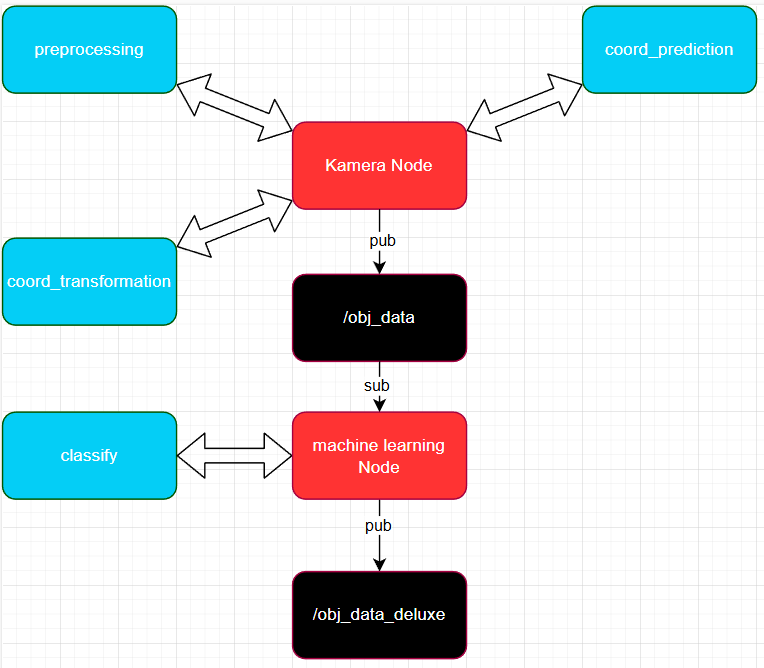 preprocessing
coord_prediction
Kamera Node
pub
coord_transformation
/obj_data
sub
classify
machine learning
Node
pub
/obj_data_deluxe